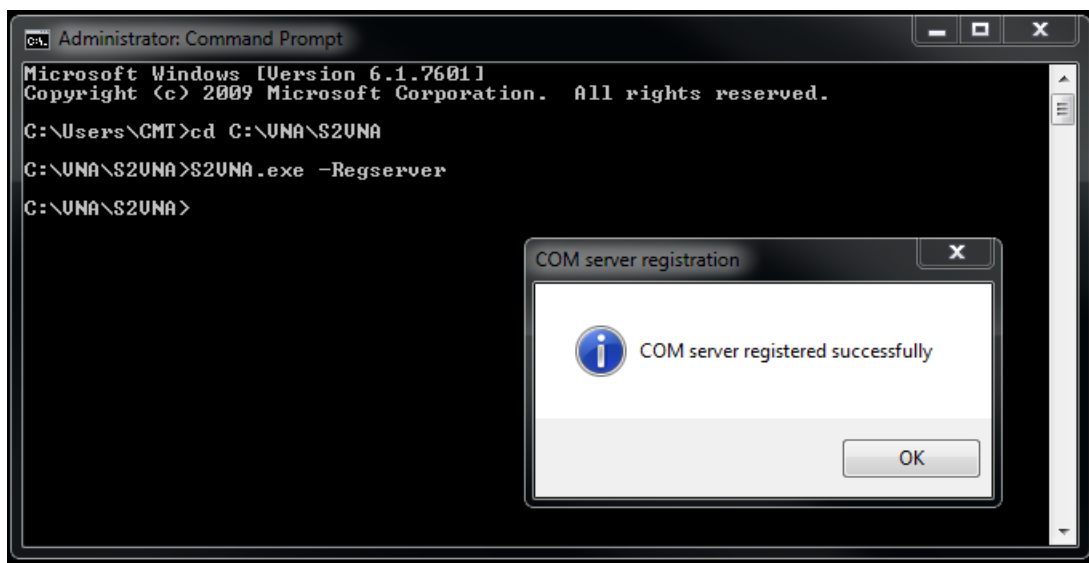 Administrator: Command Prompt
Microsoft Windows [Version 6.1.7601]
Copyright (c) 2009 Microsoft Corporation.  All rights reserved.
C:\Users\CMT>cd C:\VNA\S2VNA
C:\VNA\S2VNA>S2VNA.exe -Regserver
C:\VNA\S2VNA>
COM server registration
COM server registered successfully
OK